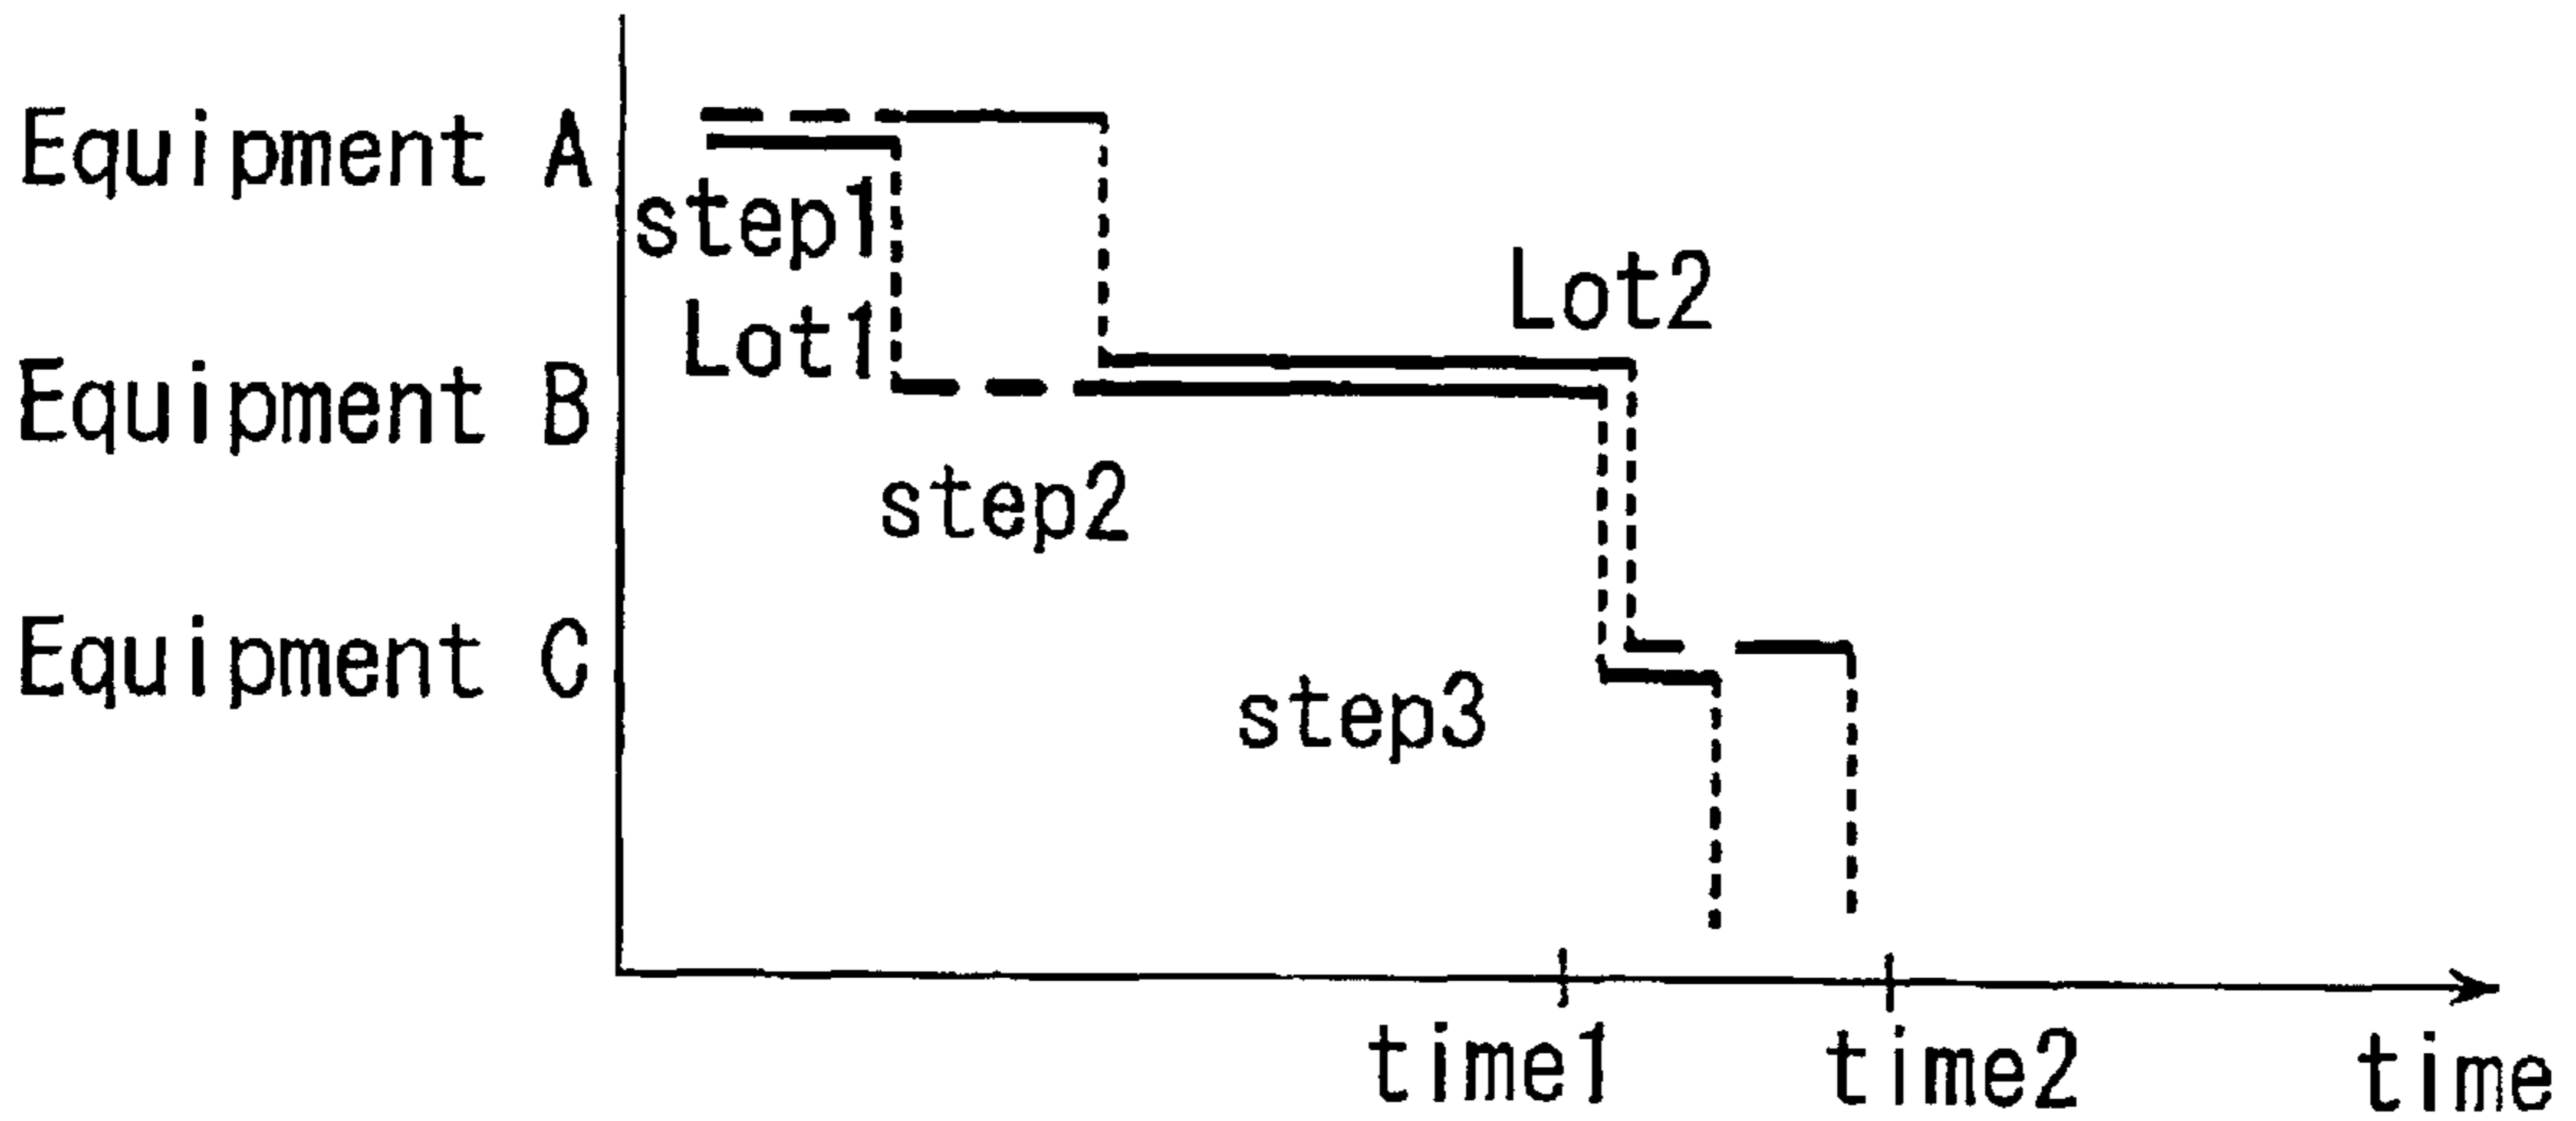 Equipment A
step1
Lot1
Lot2
Equipment B
step2
Equipment C
step3
time1
time2
time